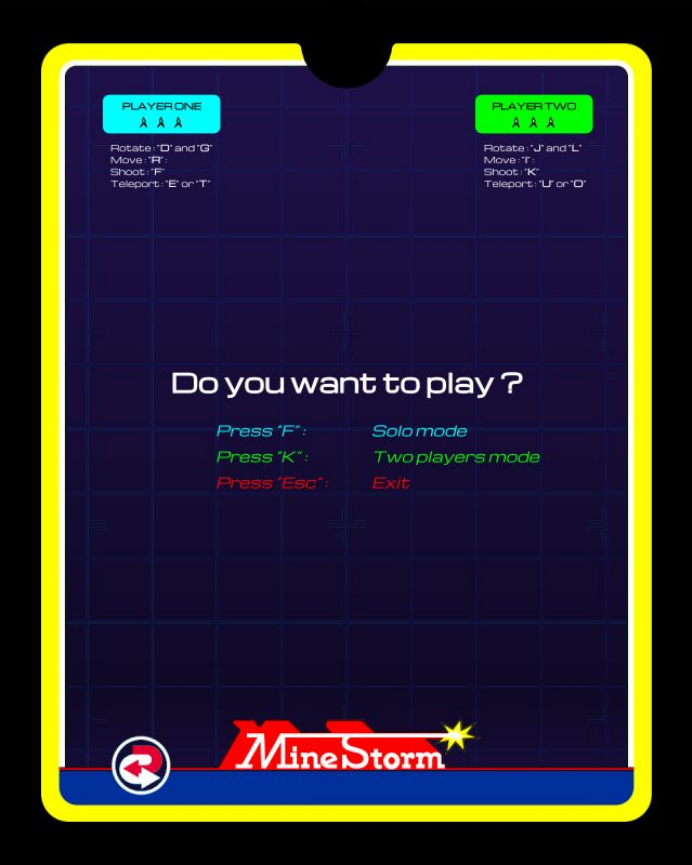 PLAYER ONE
Rotate : "D" and "G"
Move : "R" :
Shoot : "F"
Teleport : "E" or "T"
PLAYER TWO
Rotate : "J" and "L"
Move : "I" :
Shoot : "K"
Teleport : "U" or "O"
Do you want to play ?
Press "F" : Solo mode
Press "K" : Two players mode
Press "Esc" : Exit
MineStorm